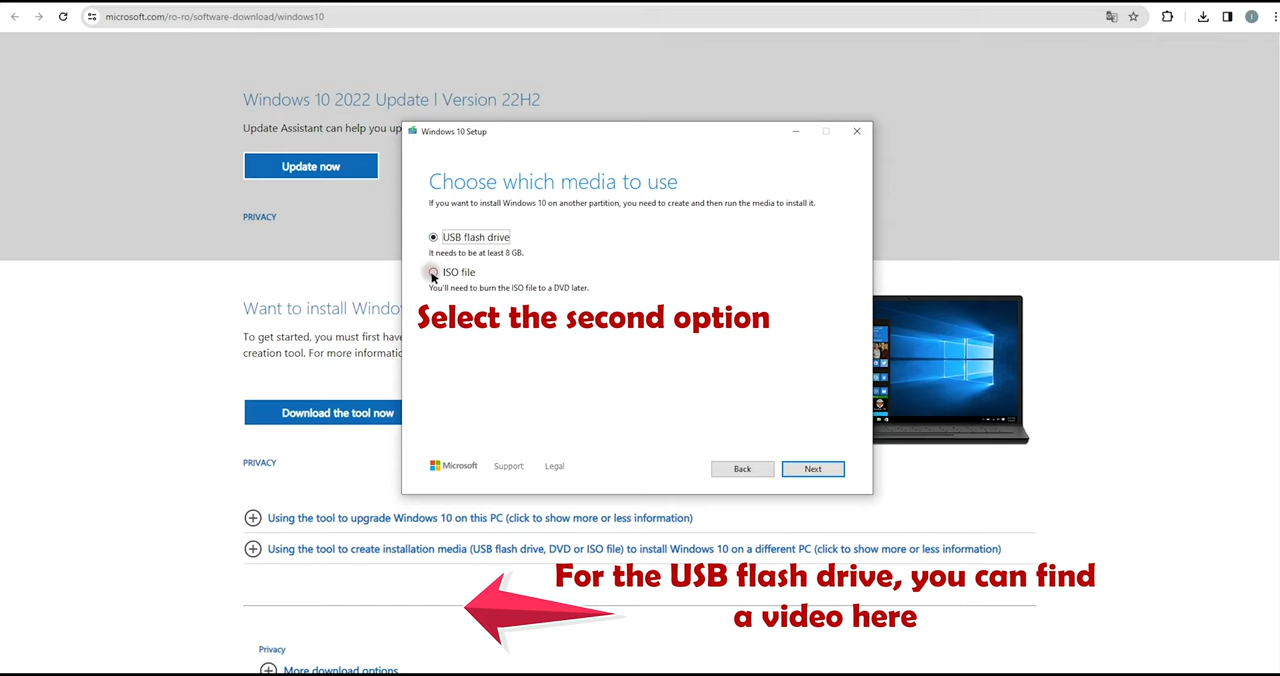 microsoft.com/ro-ro/software-download/windows10
Windows 10 2022 Update | Version 22H2
Update Assistant can help you up
Update now
PRIVACY
Windows 10 Setup
Choose which media to use
If you want to install Windows 10 on another partition, you need to create and then run the media to install it.
USB flash drive
It needs to be at least 8 GB.
ISO file
You'll need to burn the ISO file to a DVD later.
Select the second option
Microsoft
Support
Legal
Back
Next
Want to install Windo
To get started, you must first have
creation tool. For more informatio
Download the tool now
PRIVACY
Using the tool to upgrade Windows 10 on this PC (click to show more or less information)
Using the tool to create installation media (USB flash drive, DVD or ISO file) to install Windows 10 on a different PC (click to show more or less information)
For the USB flash drive, you can find
a video here
Privacy
More download options